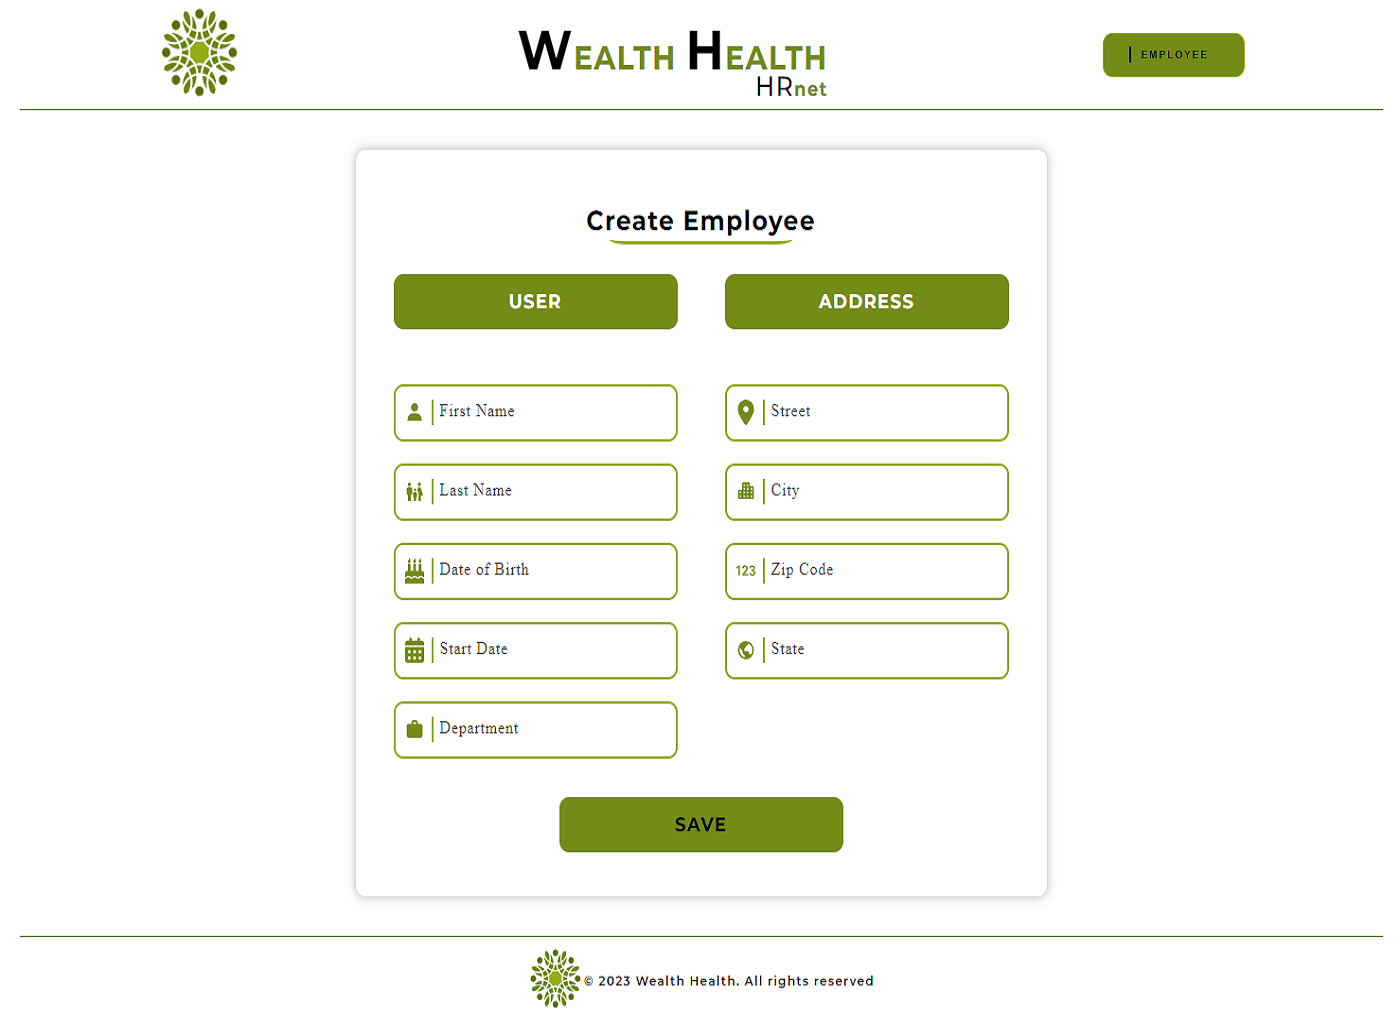 WEALTH HEALTH
HRnet
EMPLOYEE
Create Employee
USER
ADDRESS
First Name
Street
Last Name
City
Date of Birth
123 Zip Code
Start Date
State
Department
SAVE
© 2023 Wealth Health. All rights reserved